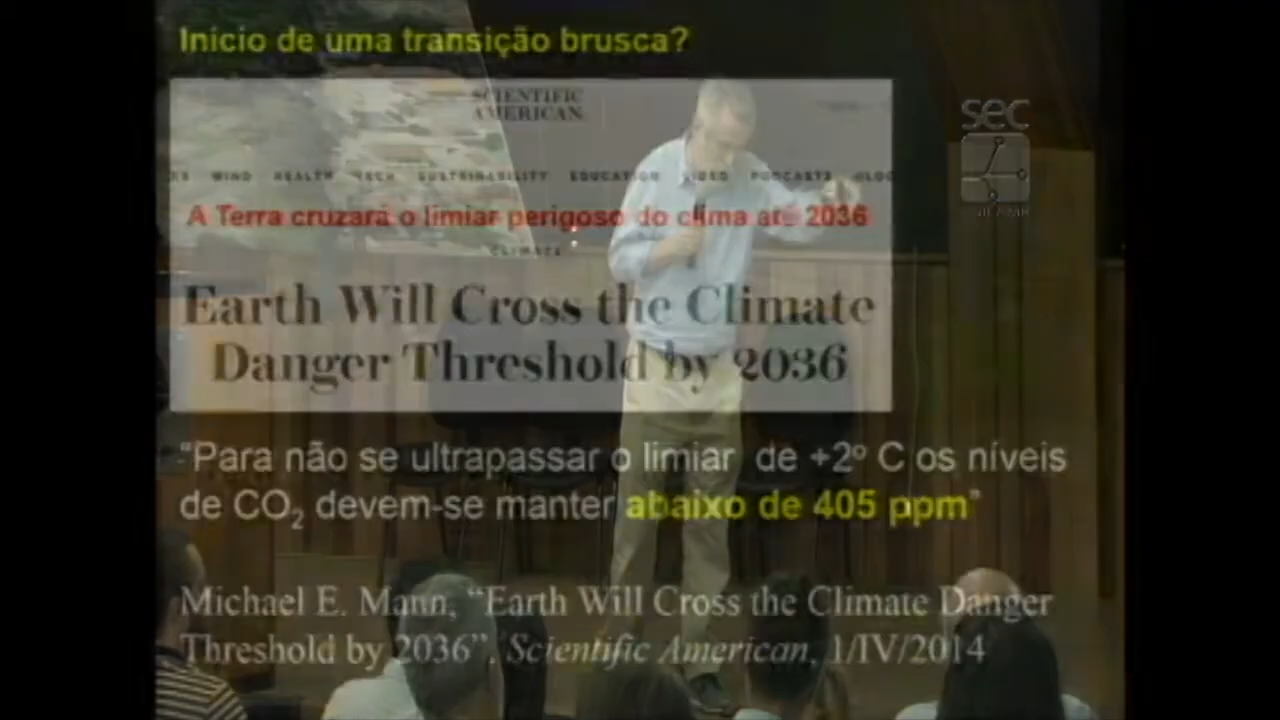 Início de uma transição brusca?
SCIENTIFIC
AMERICAN
sec
MIND HEALTH TECH SUSTAINABILITY EDUCATION VIDEO PODCASTS
A Terra cruzará o limiar perigoso do clima até 2036
CLIMATE
Earth Will Cross the Climate
Danger Threshold by 2036
“Para não se ultrapassar o limiar de +2º C os níveis
de CO₂ devem-se manter abaixo de 405 ppm”
Michael E. Mann, “Earth Will Cross the Climate Danger
Threshold by 2036”. Scientific American, 1/IV/2014